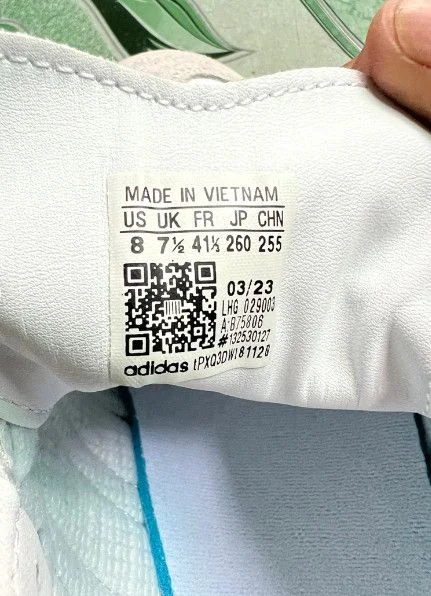 MADE IN VIETNAM
US UK FR JP CHN
8 7½ 41⅓ 260 255
03/23
LHG 029003
A:B75806
#132530127
adidas tPXQ3DWI81128